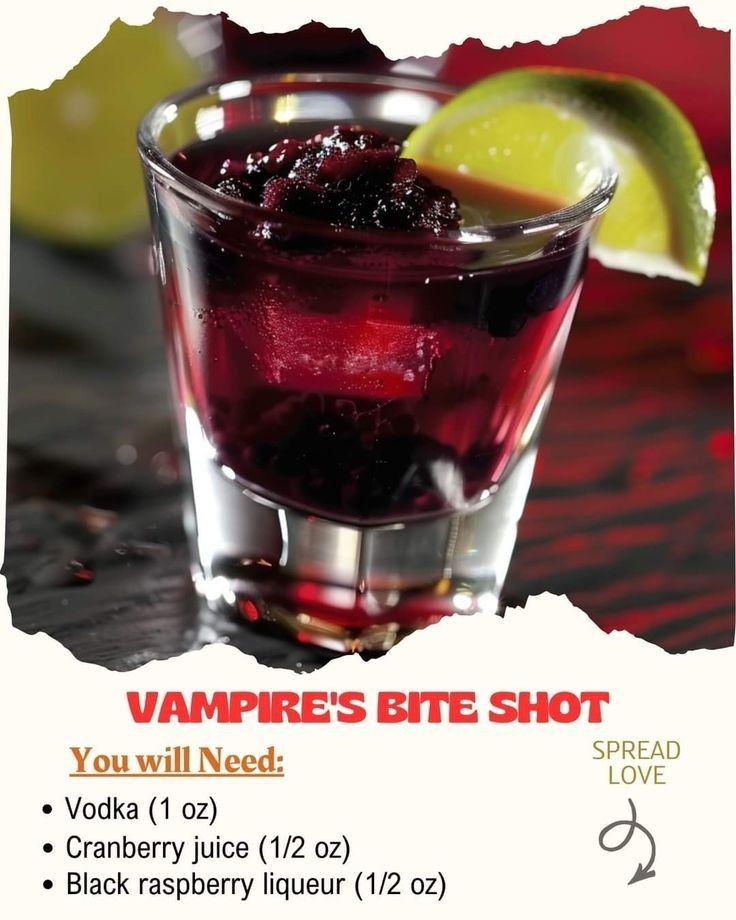 VAMPIRE'S BITE SHOT
You will Need:
SPREAD
LOVE
• Vodka (1 oz)
• Cranberry juice (1/2 oz)
• Black raspberry liqueur (1/2 oz)